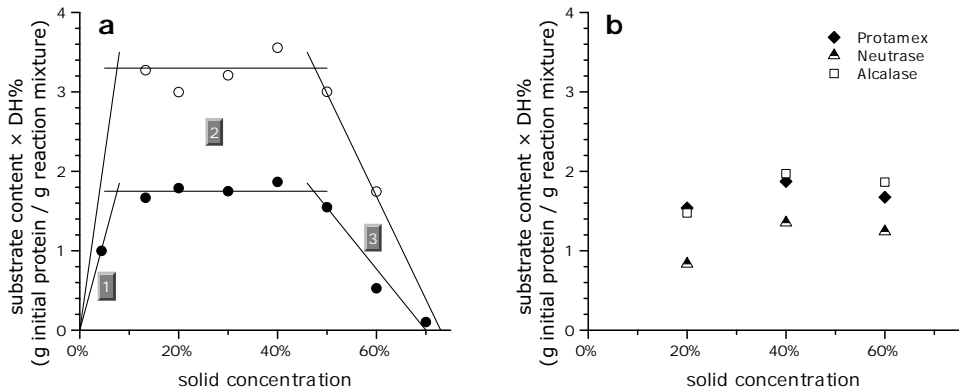 a
substrate content × DH%
(g initial protein / g reaction mixture)
4
3
2
1
0
1
2
3
0%
20%
40%
60%
solid concentration
b
Protamex
Neutrase
Alcalase
substrate content × DH%
(g initial protein / g reaction mixture)
4
3
2
1
0
0%
20%
40%
60%
solid concentration